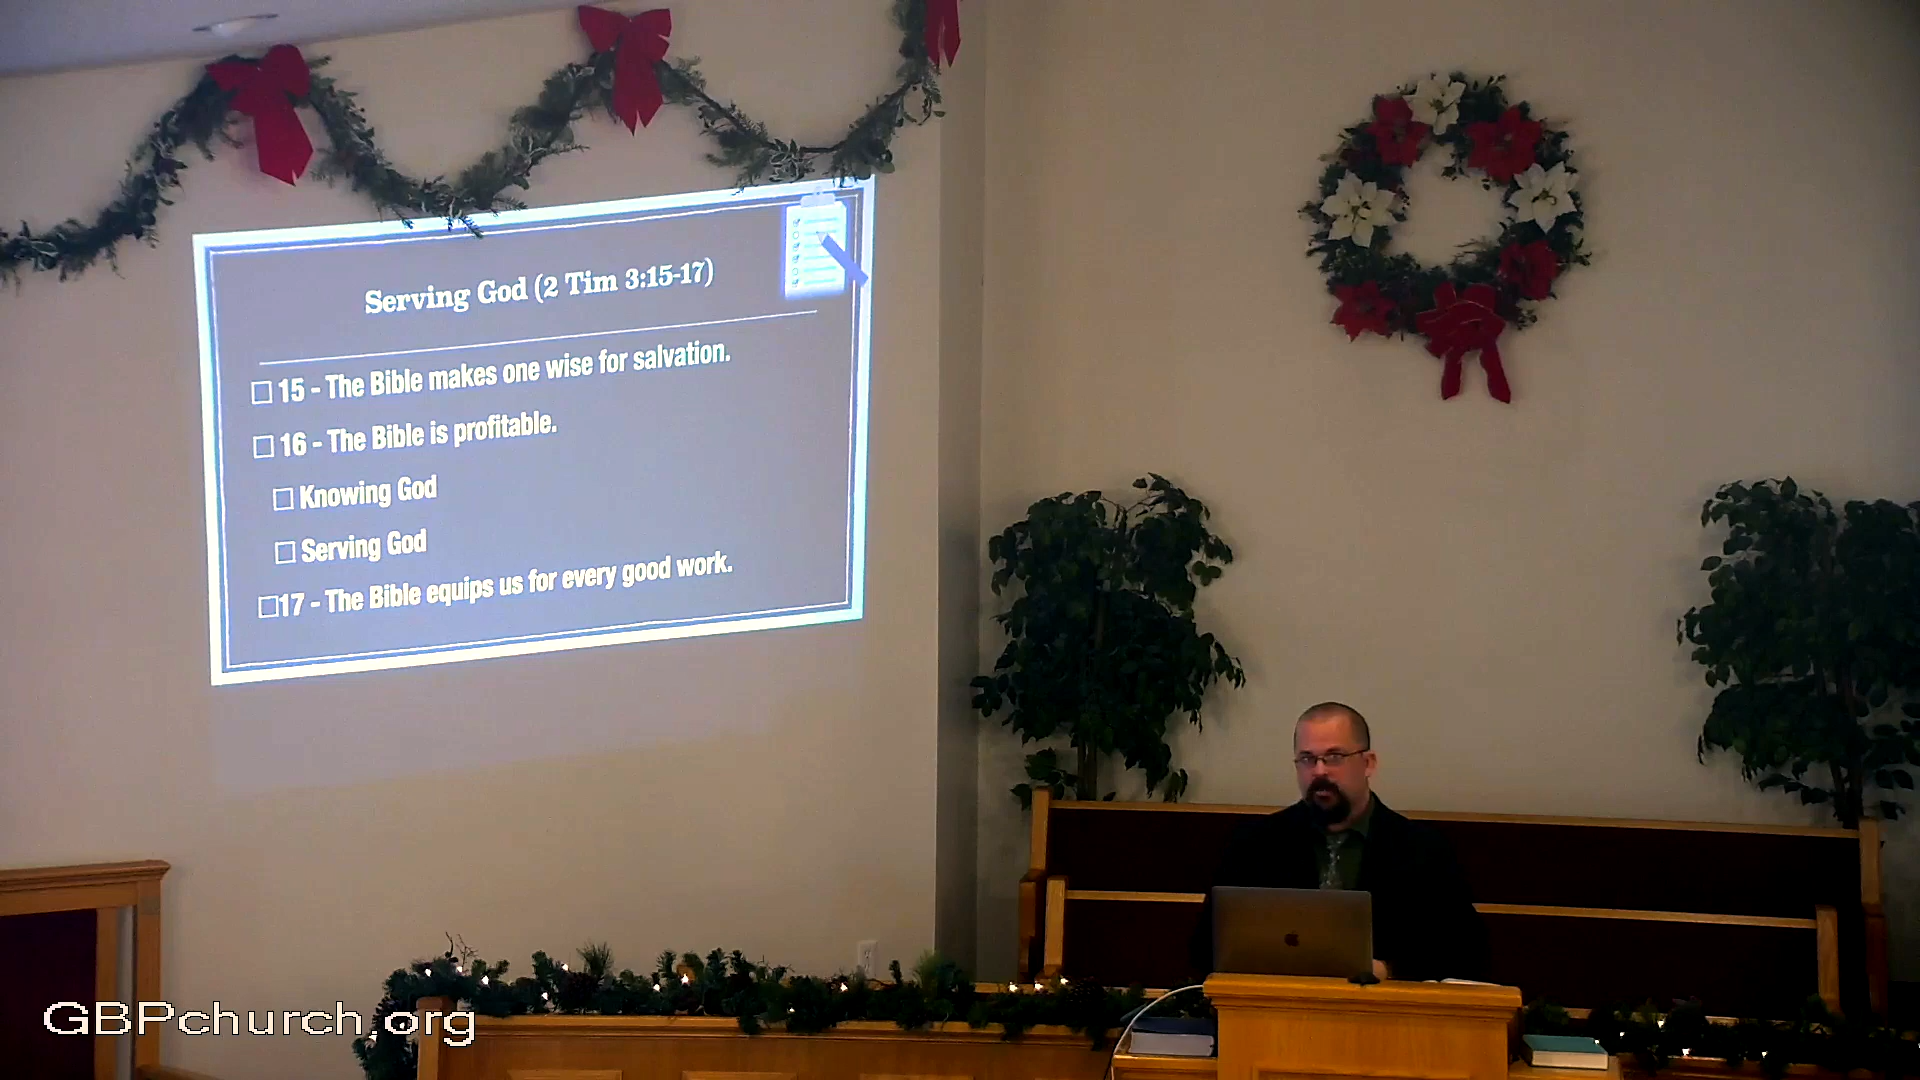 Serving God (2 Tim 3:15-17)
15 - The Bible makes one wise for salvation.
16 - The Bible is profitable.
Knowing God
Serving God
17 - The Bible equips us for every good work.
GBPchurch.org